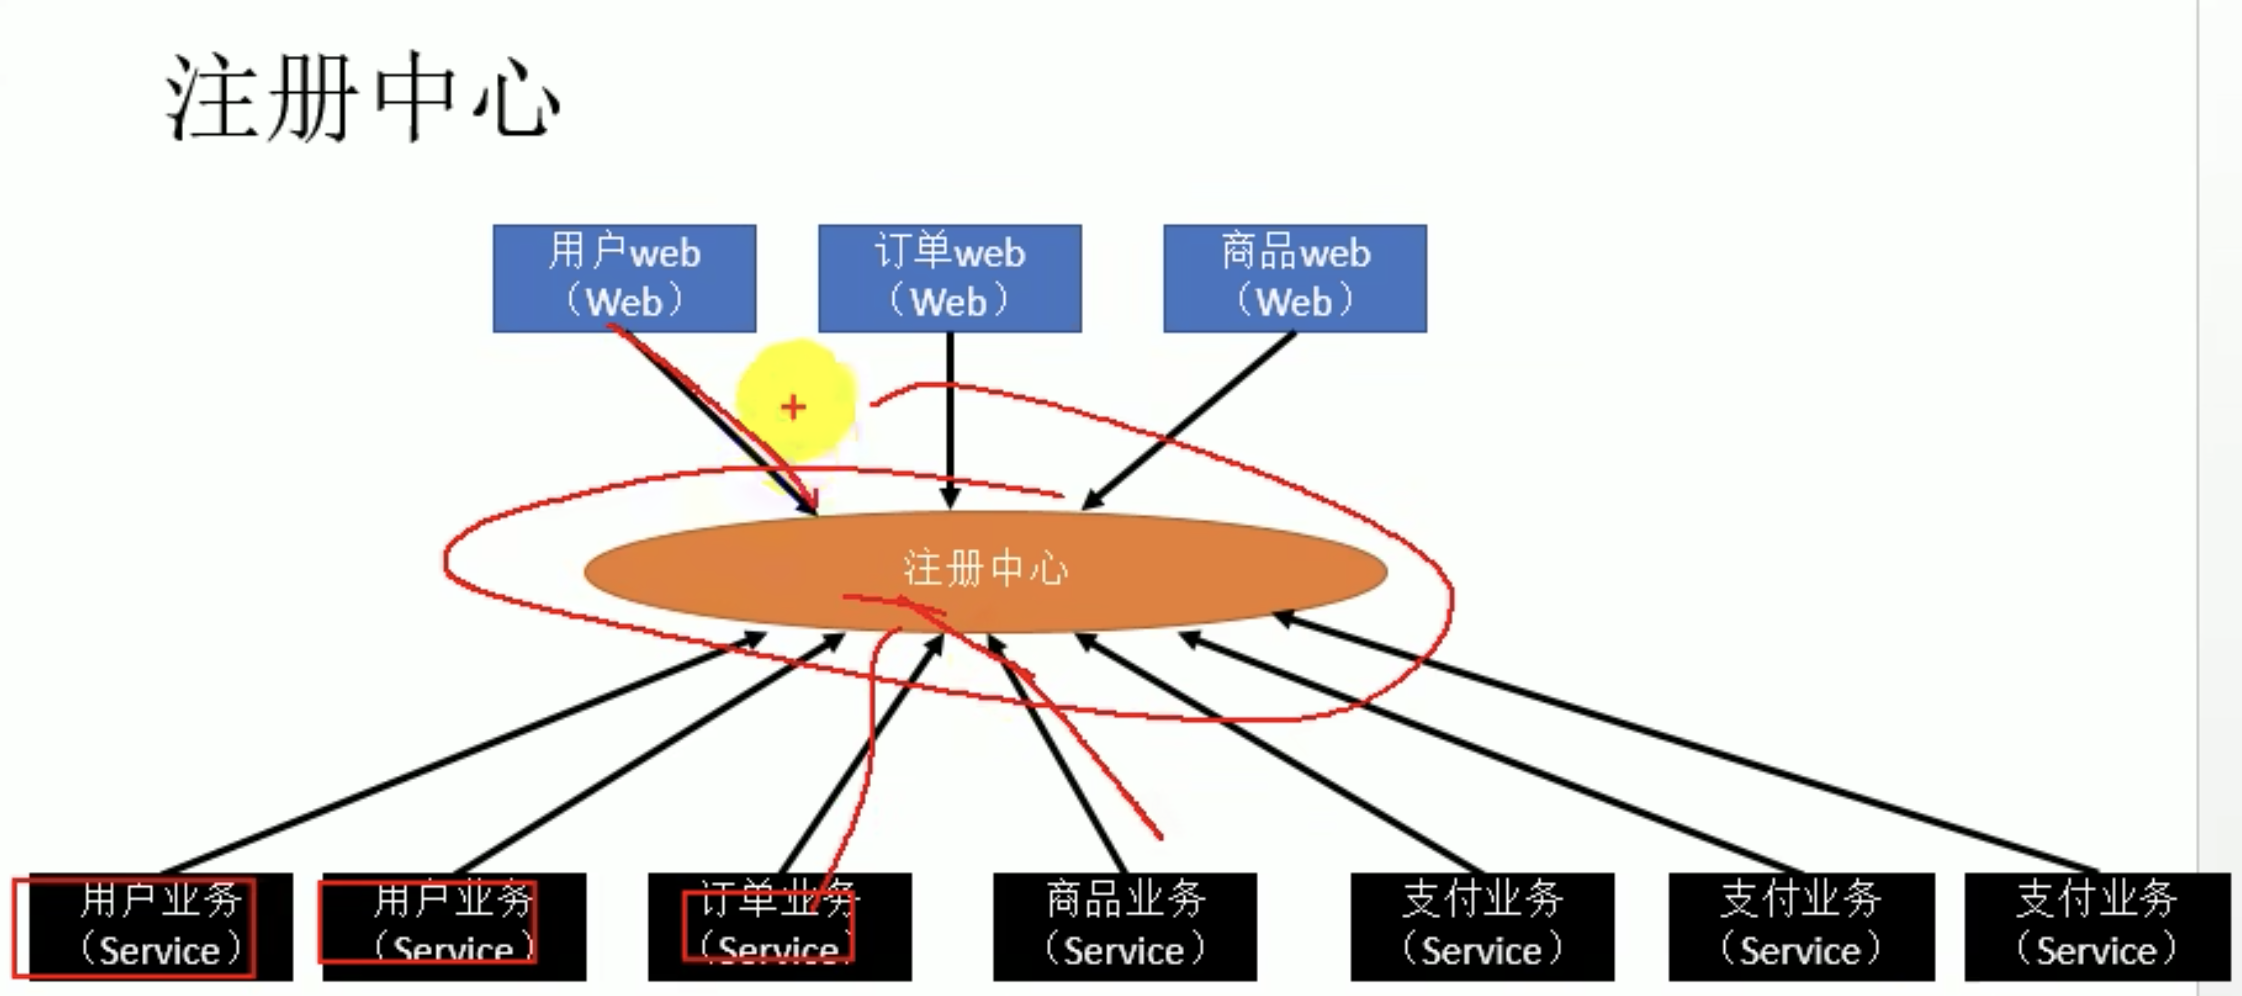 注册中心
用户web
（Web）
订单web
（Web）
商品web
（Web）
注册中心
用户业务
（Service）
用户业务
（Service）
订单业务
（Service）
商品业务
（Service）
支付业务
（Service）
支付业务
（Service）
支付业务
（Service）